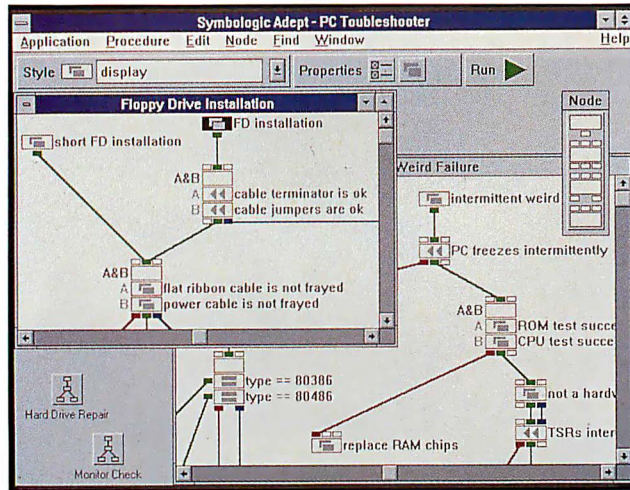 Symbologic Adept - PC Toubleshooter
Application Procedure Edit Node Find Window Help
Style display Properties Run
Floppy Drive Installation
FD installation
short FD installation
A&B
A cable terminator is ok
B cable jumpers are ok
A&B
A flat ribbon cable is not frayed
B power cable is not frayed
Node
Weird Failure
intermittent weird
PC freezes intermittently
A&B
A ROM test succe
B CPU test succe
type == 80386
type == 80486
not a hardw
TSRs inter
replace RAM chips
Hard Drive Repair
Monitor Check